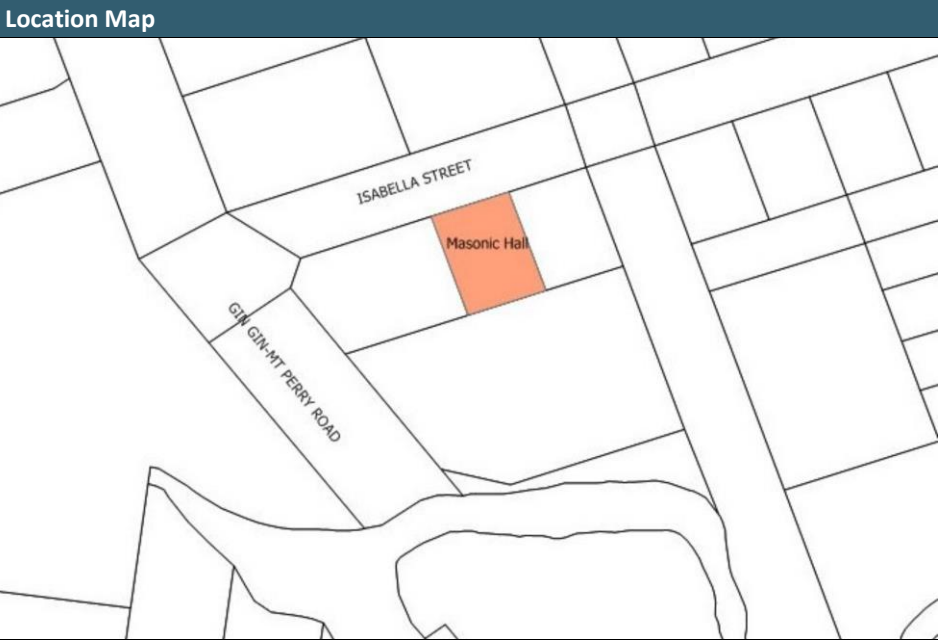 Location Map
ISABELLA STREET
Masonic Hall
GIN GIN-MT PERRY ROAD